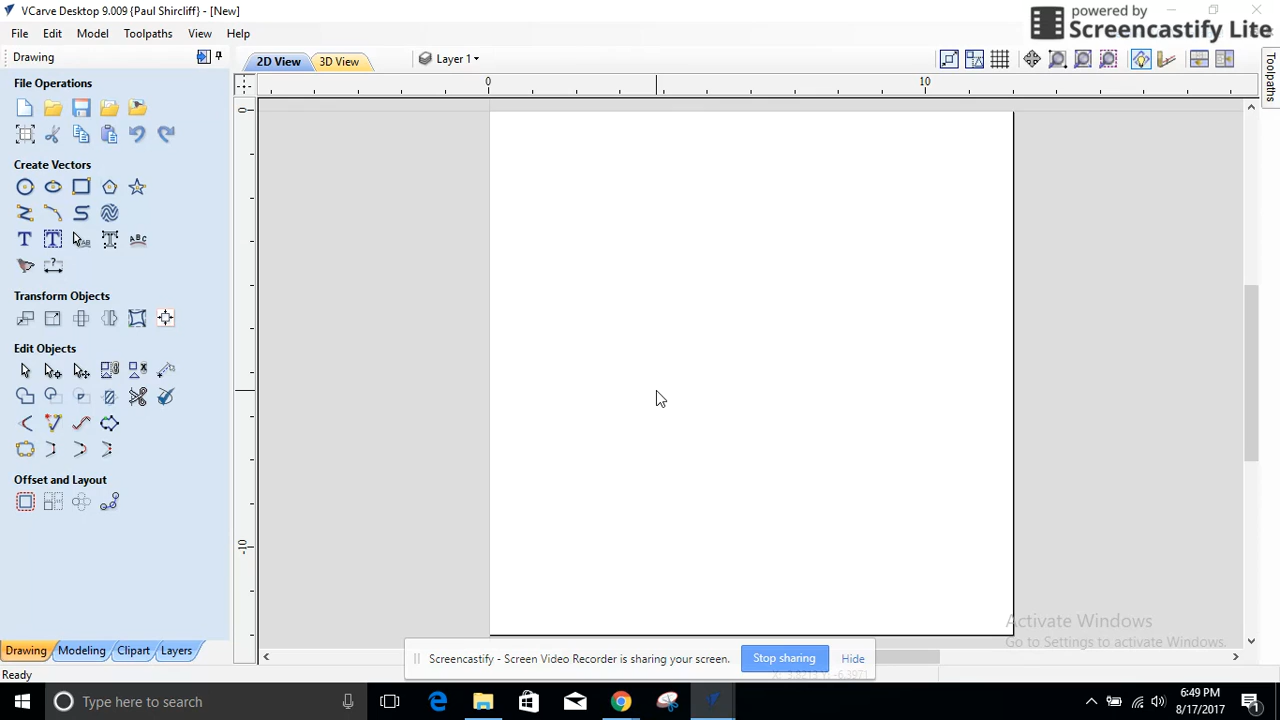 VCarve Desktop 9.009 {Paul Shircliff} - [New]
powered by
Screencastify Lite
File Edit Model Toolpaths View Help
Drawing
2D View
3D View
Layer 1
Toolpaths
0
10
0
-10
File Operations
Create Vectors
Transform Objects
Edit Objects
Offset and Layout
Drawing Modeling Clipart Layers
Activate Windows
Go to Settings to activate Windows.
Screencastify - Screen Video Recorder is sharing your screen.
Stop sharing
Hide
Ready
Type here to search
6:49 PM
8/17/2017